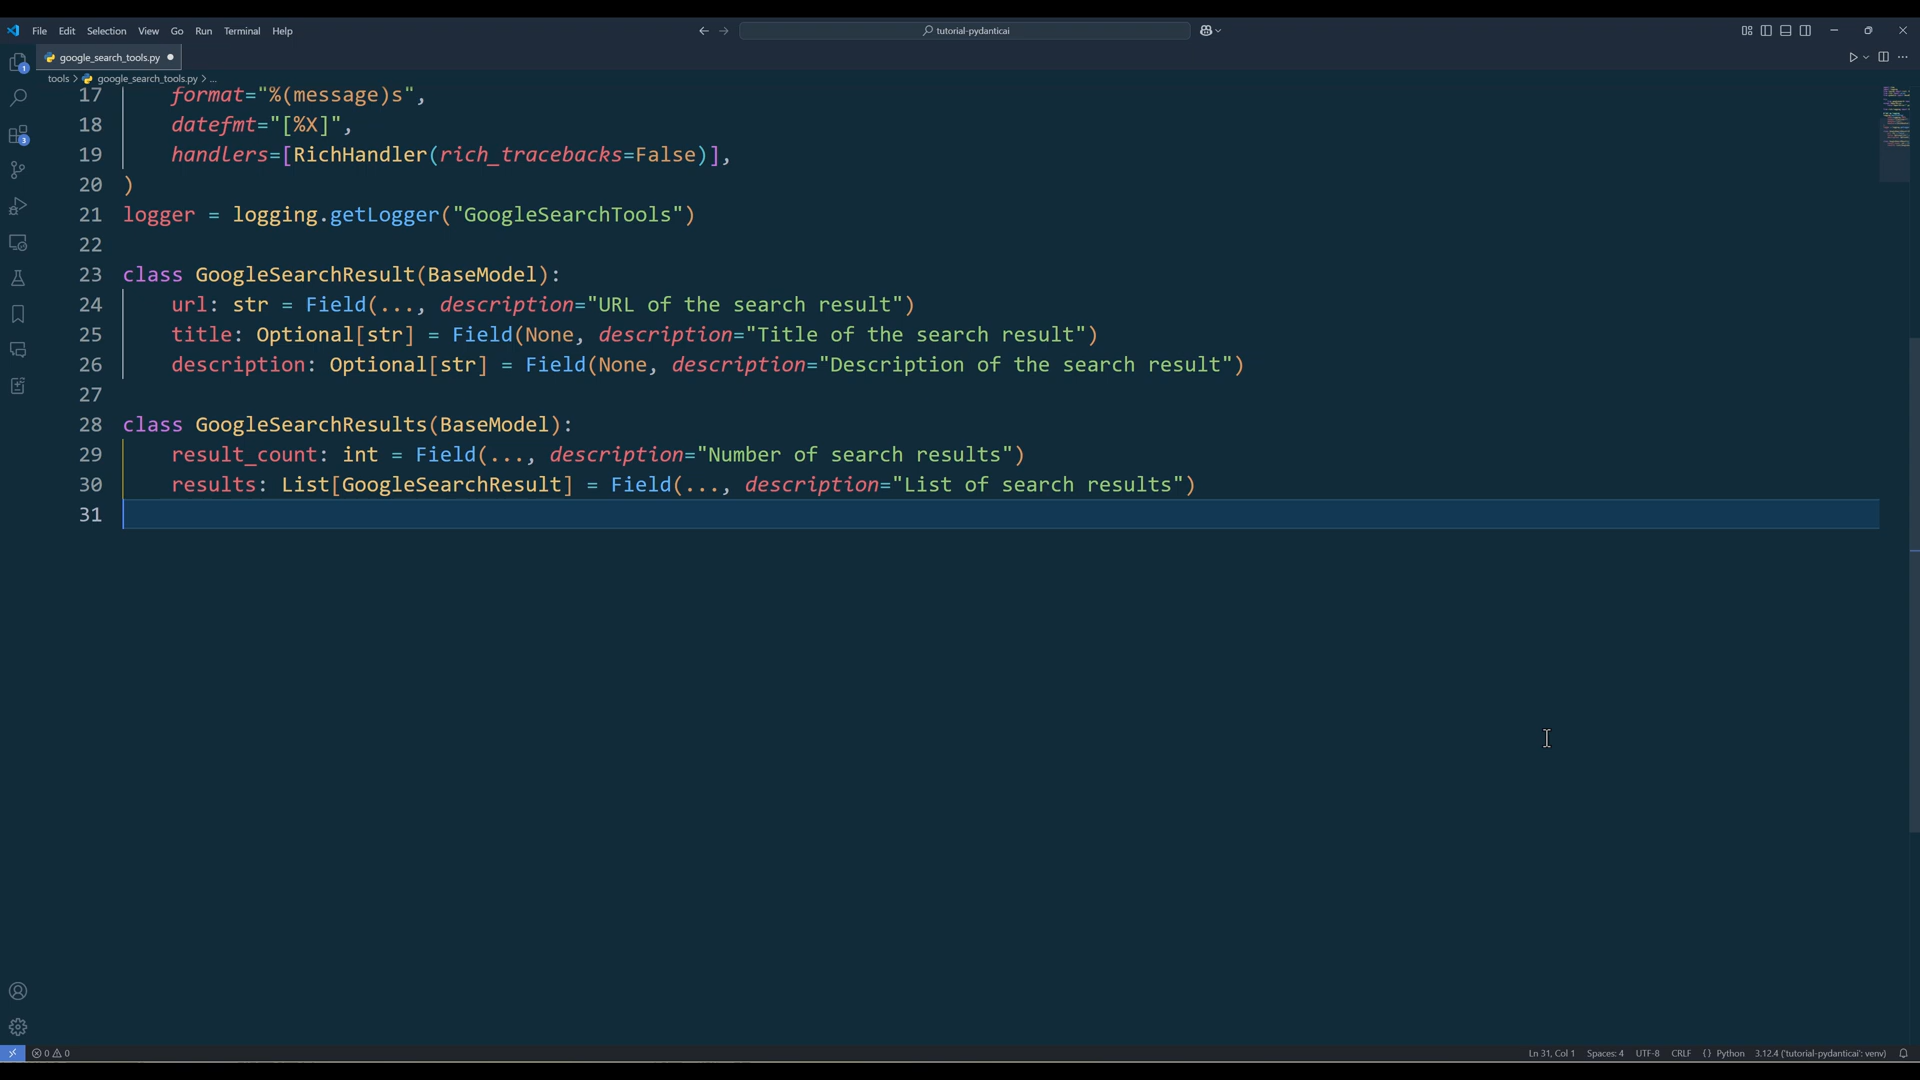 File Edit Selection View Go Run Terminal Help
tutorial-pydanticai
google_search_tools.py
tools > google_search_tools.py > ...
17     format="%(message)s",
18     datefmt="[%X]",
19     handlers=[RichHandler(rich_tracebacks=False)],
20 )
21 logger = logging.getLogger("GoogleSearchTools")
22
23 class GoogleSearchResult(BaseModel):
24     url: str = Field(..., description="URL of the search result")
25     title: Optional[str] = Field(None, description="Title of the search result")
26     description: Optional[str] = Field(None, description="Description of the search result")
27
28 class GoogleSearchResults(BaseModel):
29     result_count: int = Field(..., description="Number of search results")
30     results: List[GoogleSearchResult] = Field(..., description="List of search results")
31
1
3
0 0 Ln 31, Col 1 Spaces: 4 UTF-8 CRLF {} Python 3.12.4 ('tutorial-pydanticai': venv)